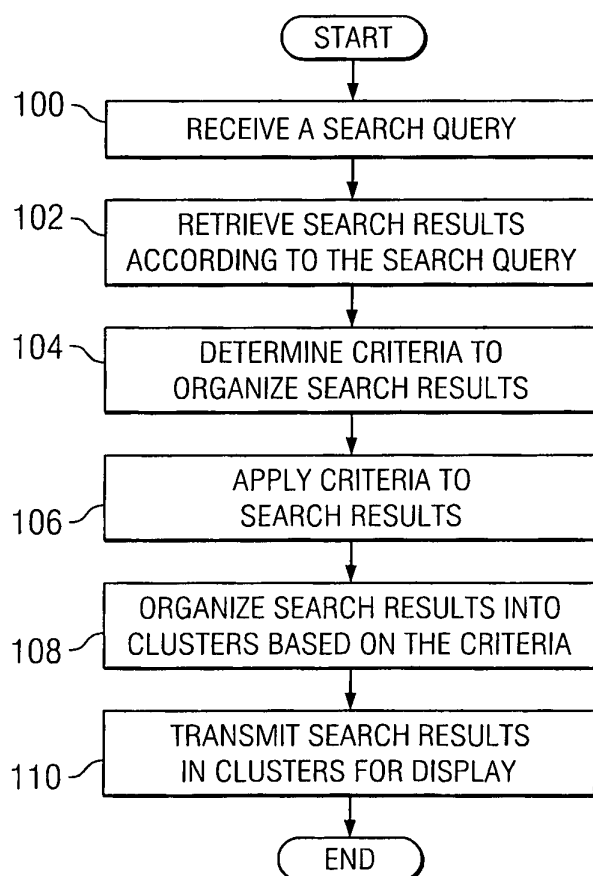 START
100
RECEIVE A SEARCH QUERY
102
RETRIEVE SEARCH RESULTS
ACCORDING TO THE SEARCH QUERY
104
DETERMINE CRITERIA TO
ORGANIZE SEARCH RESULTS
106
APPLY CRITERIA TO
SEARCH RESULTS
108
ORGANIZE SEARCH RESULTS INTO
CLUSTERS BASED ON THE CRITERIA
110
TRANSMIT SEARCH RESULTS
IN CLUSTERS FOR DISPLAY
END